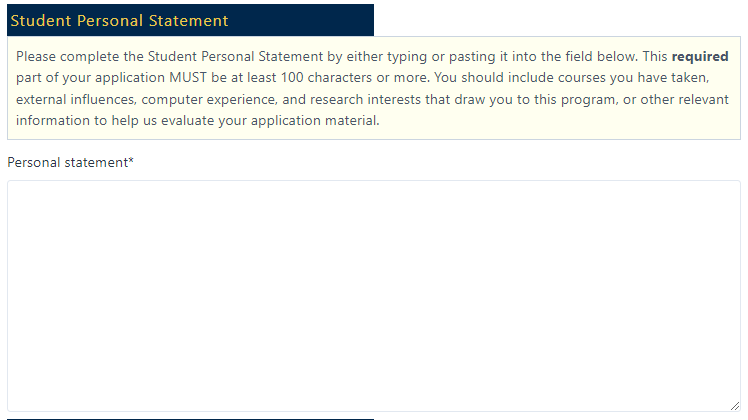 Student Personal Statement
Please complete the Student Personal Statement by either typing or pasting it into the field below. This required
part of your application MUST be at least 100 characters or more. You should include courses you have taken,
external influences, computer experience, and research interests that draw you to this program, or other relevant
information to help us evaluate your application material.
Personal statement*